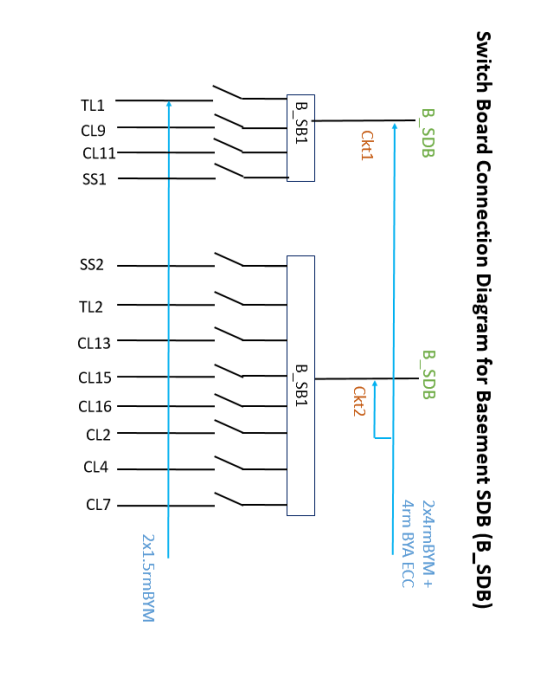 Switch Board Connection Diagram for Basement SDB (B_SDB)
B_SDB
Ckt1
B_SB1
TL1
CL9
CL11
SS1
B_SDB
Ckt2
B_SB1
SS2
TL2
CL13
CL15
CL16
CL2
CL4
CL7
2x4rmBYM +
4rm BYA ECC
2x1.5rmBYM